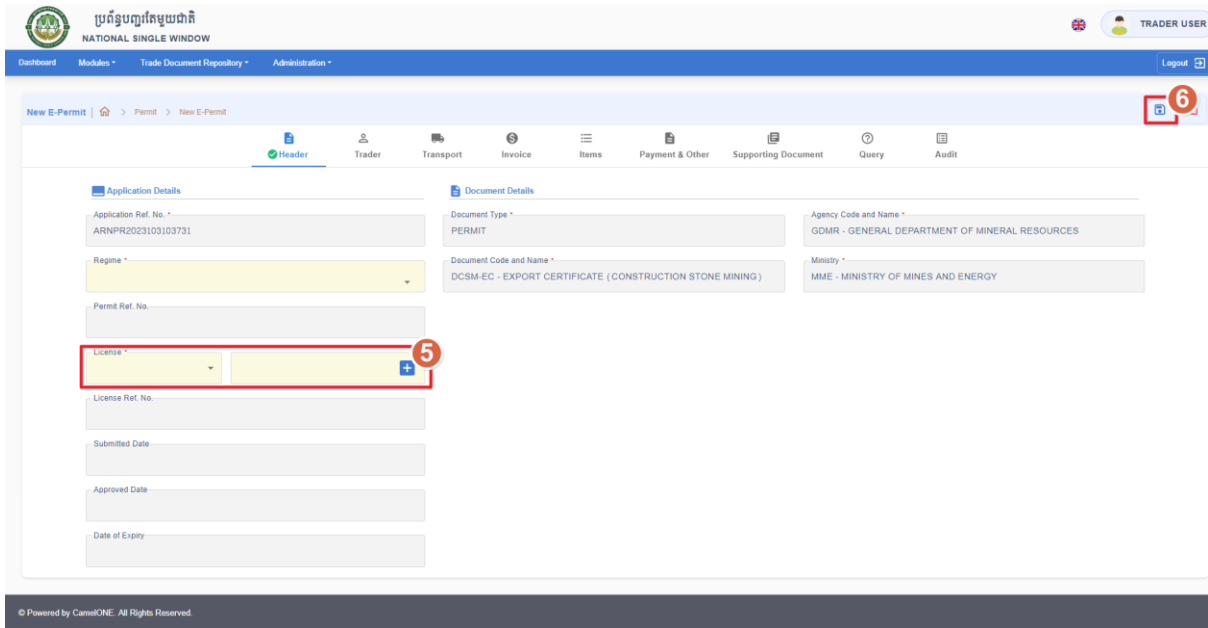 ប្រព័ន្ធបញ្ជរតែមួយជាតិ
NATIONAL SINGLE WINDOW
TRADER USER
Dashboard Modules Trade Document Repository Administration Logout
New E-Permit | > Permit > New E-Permit
6
Header Trader Transport Invoice Items Payment & Other Supporting Document Query Audit
Application Details Document Details
Application Ref. No. * Document Type * Agency Code and Name *
ARNPR2023103103731 PERMIT GDMR - GENERAL DEPARTMENT OF MINERAL RESOURCES
Regime * Document Code and Name * Ministry *
DCSM-EC - EXPORT CERTIFICATE (CONSTRUCTION STONE MINING) MME - MINISTRY OF MINES AND ENERGY
Permit Ref. No.
License * 5
License Ref. No.
Submitted Date
Approved Date
Date of Expiry
© Powered by CamelONE. All Rights Reserved.